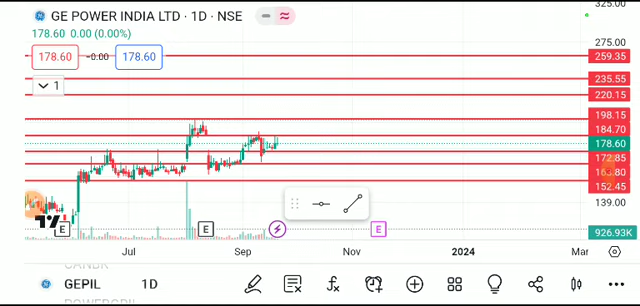 GE POWER INDIA LTD · 1D · NSE
178.60 0.00 (0.00%)
178.60 -0.00 178.60
1
325.00
275.00
259.35
235.55
220.15
198.15
184.70
178.60
172.85
163.80
152.45
139.00
926.93K
E E E
Jul Sep Nov 2024 Mar
GEPIL 1D